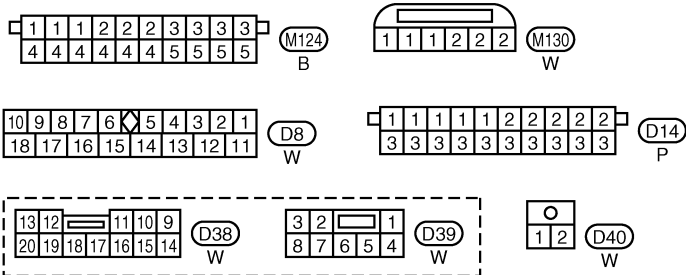 1 1 1 2 2 2 3 3 3 3 M124
4 4 4 4 4 4 5 5 5 5 B
1 1 1 2 2 2 M130
W
10 9 8 7 6 5 4 3 2 1 D8
18 17 16 15 14 13 12 11 W
1 1 1 1 1 2 2 2 2 2 D14
3 3 3 3 3 3 3 3 3 3 P
13 12 11 10 9 D38
20 19 18 17 16 15 14 W
3 2 1 D39
8 7 6 5 4 W
1 2 D40
W